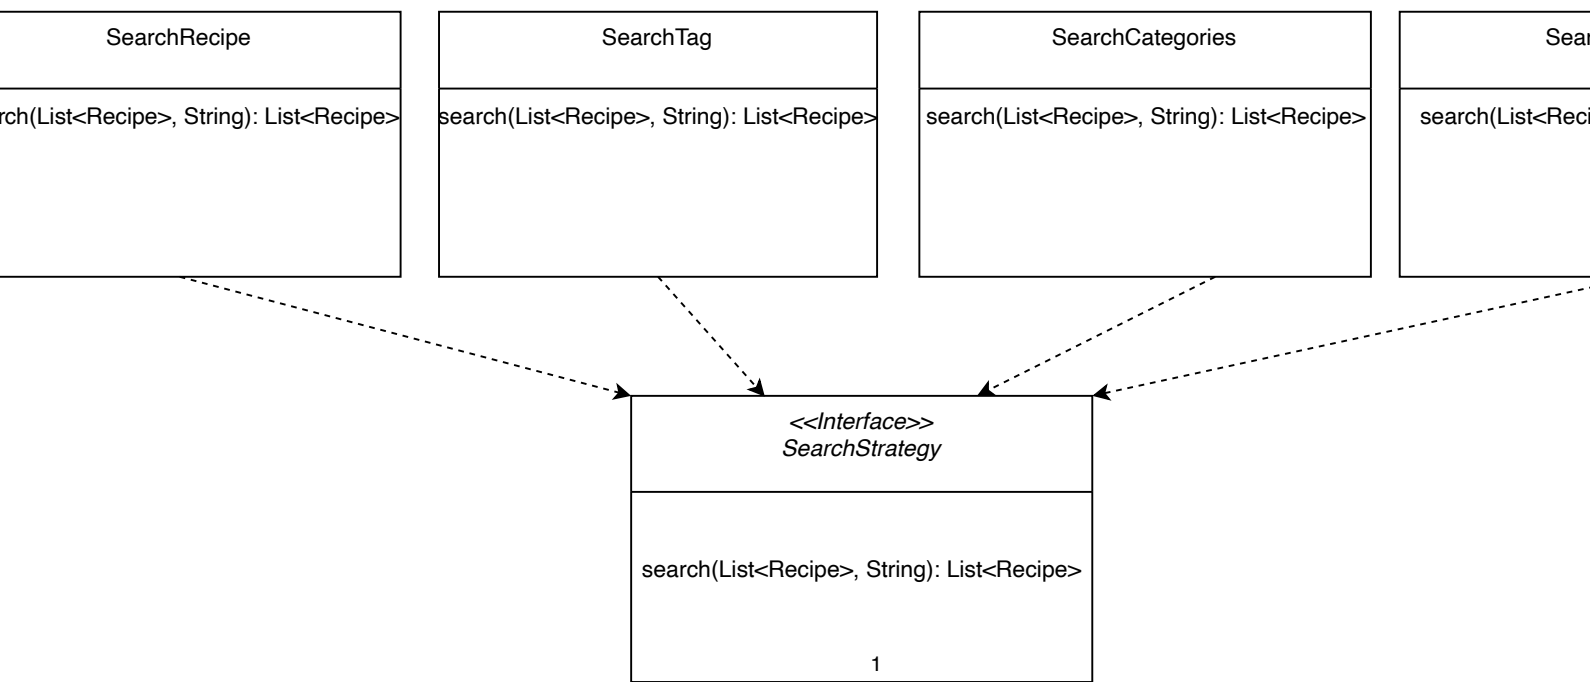 SearchRecipe
SearchTag
SearchCategories
Sear
rch(List<Recipe>, String): List<Recipe>
search(List<Recipe>, String): List<Recipe>
search(List<Recipe>, String): List<Recipe>
search(List<Reci
<<Interface>>
SearchStrategy
search(List<Recipe>, String): List<Recipe>
1